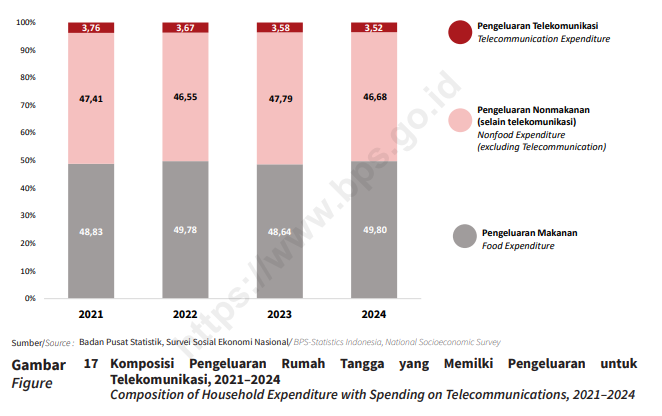 100%
90%
80%
70%
60%
50%
40%
30%
20%
10%
0%
3,76 3,67 3,58 3,52
47,41 46,55 47,79 46,68
48,83 49,78 48,64 49,80
2021 2022 2023 2024
Pengeluaran Telekomunikasi
Telecommunication Expenditure
Pengeluaran Nonmakanan
(selain telekomunikasi)
Nonfood Expenditure
(excluding Telecommunication)
Pengeluaran Makanan
Food Expenditure
https://www.bps.go.id
Sumber/Source : Badan Pusat Statistik, Survei Sosial Ekonomi Nasional/ BPS-Statistics Indonesia, National Socioeconomic Survey
Gambar 17 Komposisi Pengeluaran Rumah Tangga yang Memilki Pengeluaran untuk
Figure Telekomunikasi, 2021–2024
Composition of Household Expenditure with Spending on Telecommunications, 2021–2024